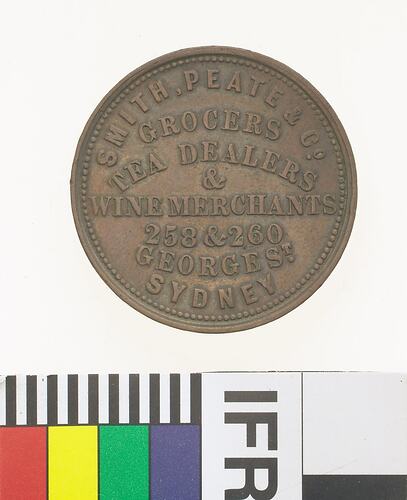 SMITH, PEATE & Co.
GROCERS
TEA DEALERS
&
WINE MERCHANTS
258 & 260
GEORGE ST
SYDNEY
IFR